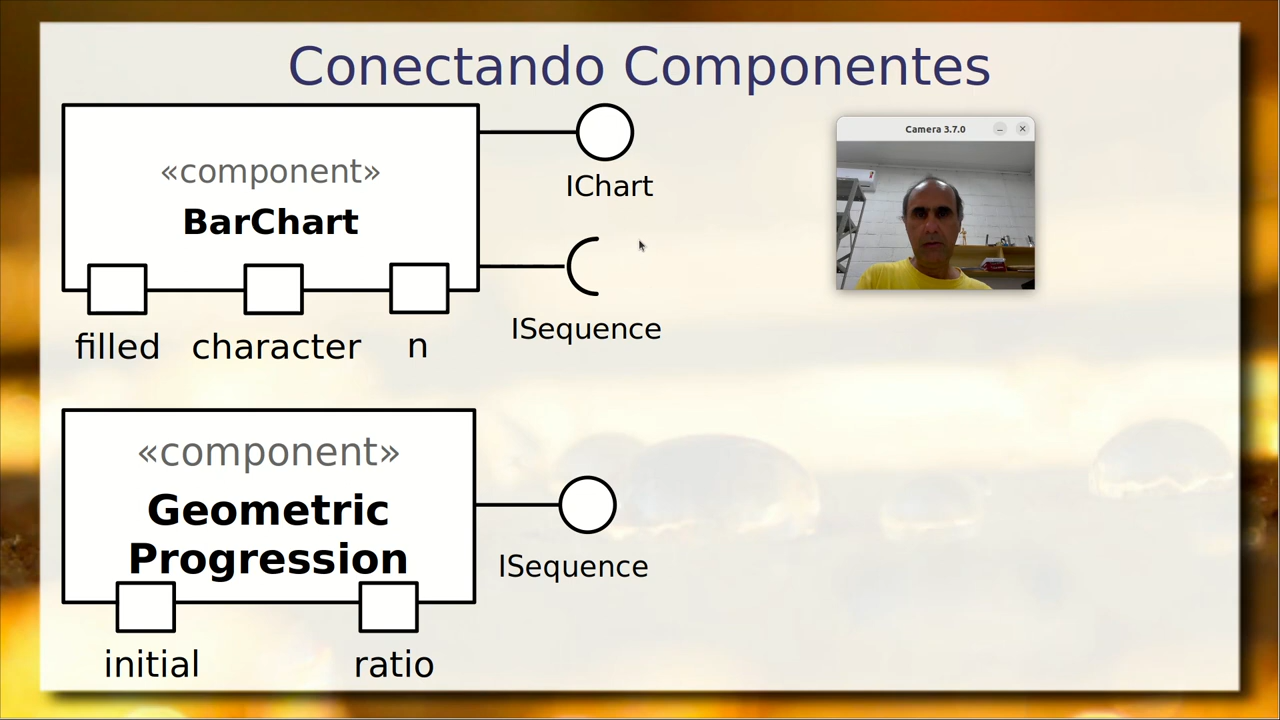 Conectando Componentes
«component»
BarChart
filled
character
n
IChart
ISequence
Camera 3.7.0
«component»
Geometric
Progression
initial
ratio
ISequence